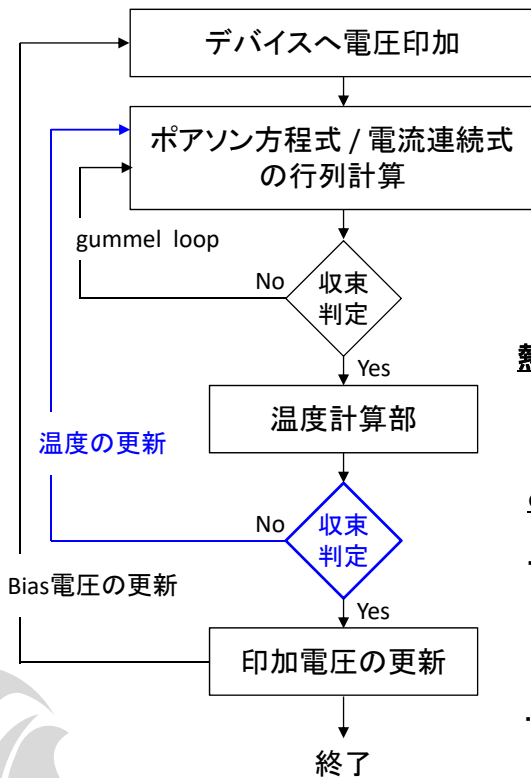 デバイスへ電圧印加
ポアソン方程式 / 電流連続式
の行列計算
gummel loop
No
収束
判定
Yes
温度計算部
温度の更新
No
収束
判定
Bias電圧の更新
Yes
印加電圧の更新
終了